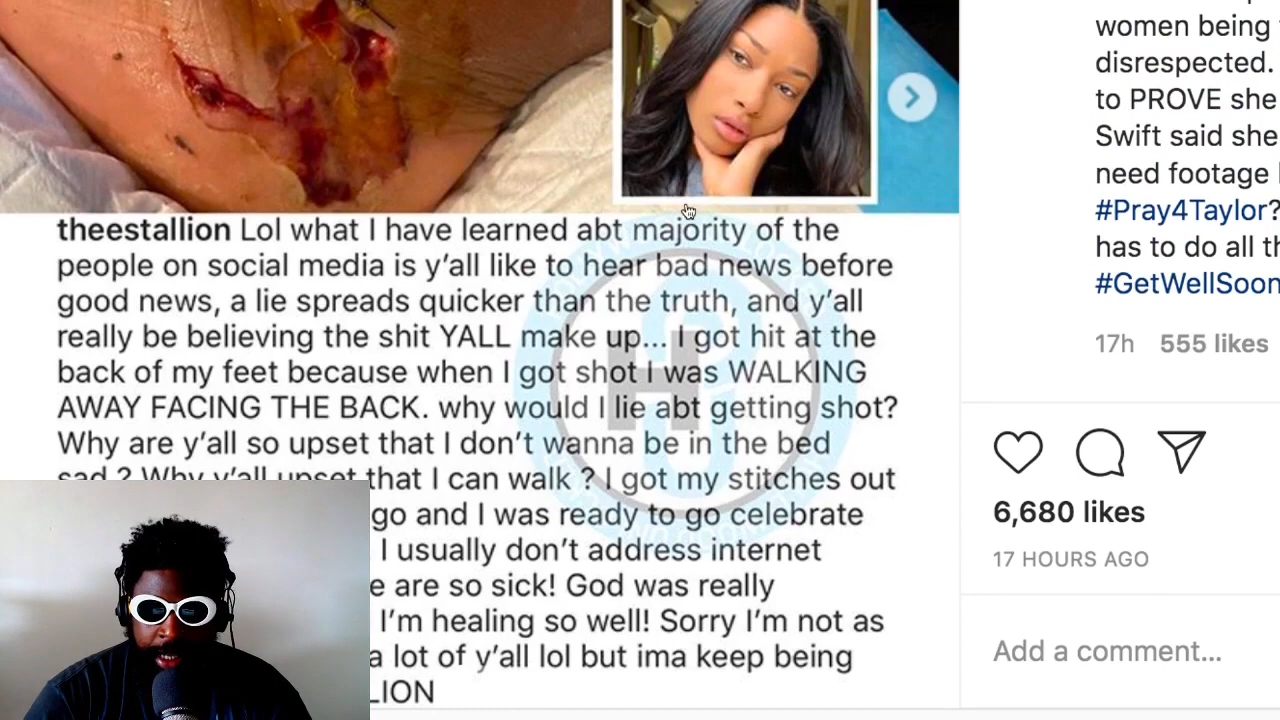 theestallion Lol what I have learned abt majority of the
people on social media is y'all like to hear bad news before
good news, a lie spreads quicker than the truth, and y'all
really be believing the shit YALL make up... I got hit at the
back of my feet because when I got shot I was WALKING
AWAY FACING THE BACK. why would I lie abt getting shot?
Why are y'all so upset that I don't wanna be in the bed
sad ? Why y'all upset that I can walk ? I got my stitches out
go and I was ready to go celebrate
I usually don't address internet
e are so sick! God was really
I'm healing so well! Sorry I'm not as
a lot of y'all lol but ima keep being
LION
women being
disrespected.
to PROVE she
Swift said she
need footage
#Pray4Taylor?
has to do all th
#GetWellSoon
17h 555 likes
6,680 likes
17 HOURS AGO
Add a comment...